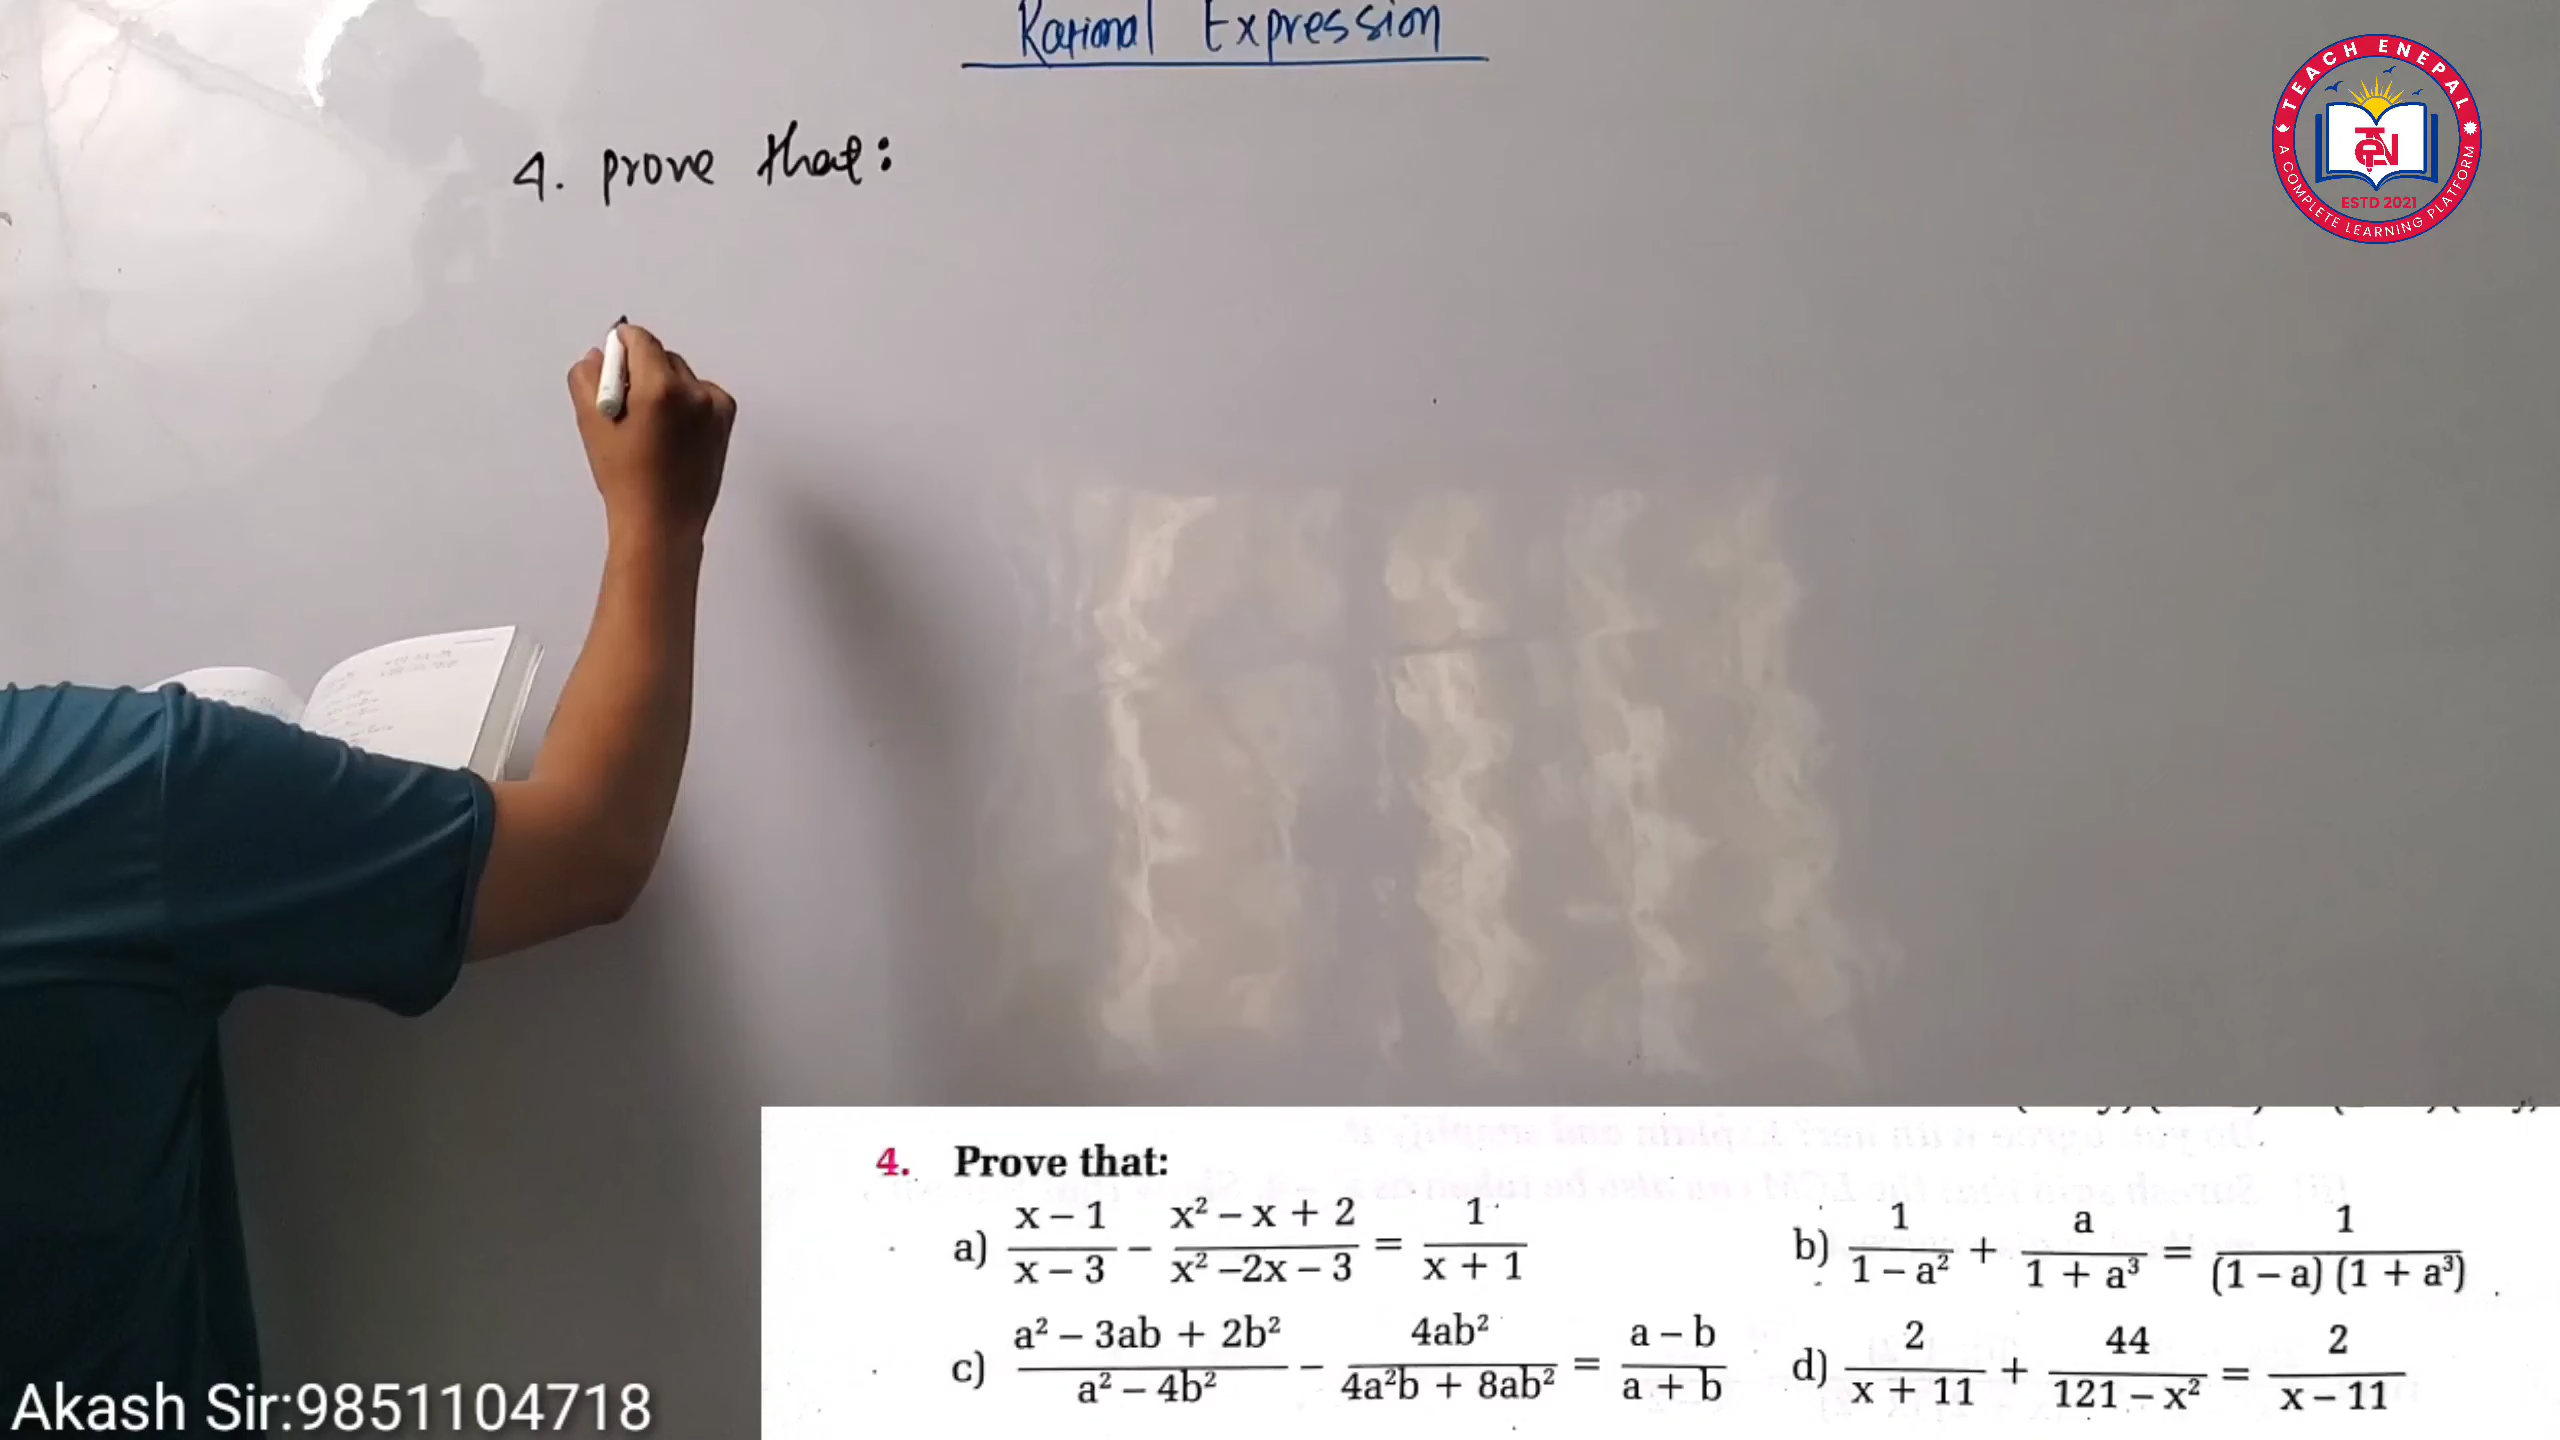 Rational Expression
4. prove that:
TEACH ENEPAL
TeN
ESTD 2021
A COMPLETE LEARNING PLATFORM
4. Prove that:
a) (x – 1)/(x – 3) – (x² – x + 2)/(x² –2x – 3) = 1/(x + 1)
b) 1/(1 – a²) + a/(1 + a³) = 1/((1 – a) (1 + a³))
c) (a² – 3ab + 2b²)/(a² – 4b²) – 4ab²/(4a²b + 8ab²) = (a – b)/(a + b)
d) 2/(x + 11) + 44/(121 – x²) = 2/(x – 11)
Akash Sir:9851104718